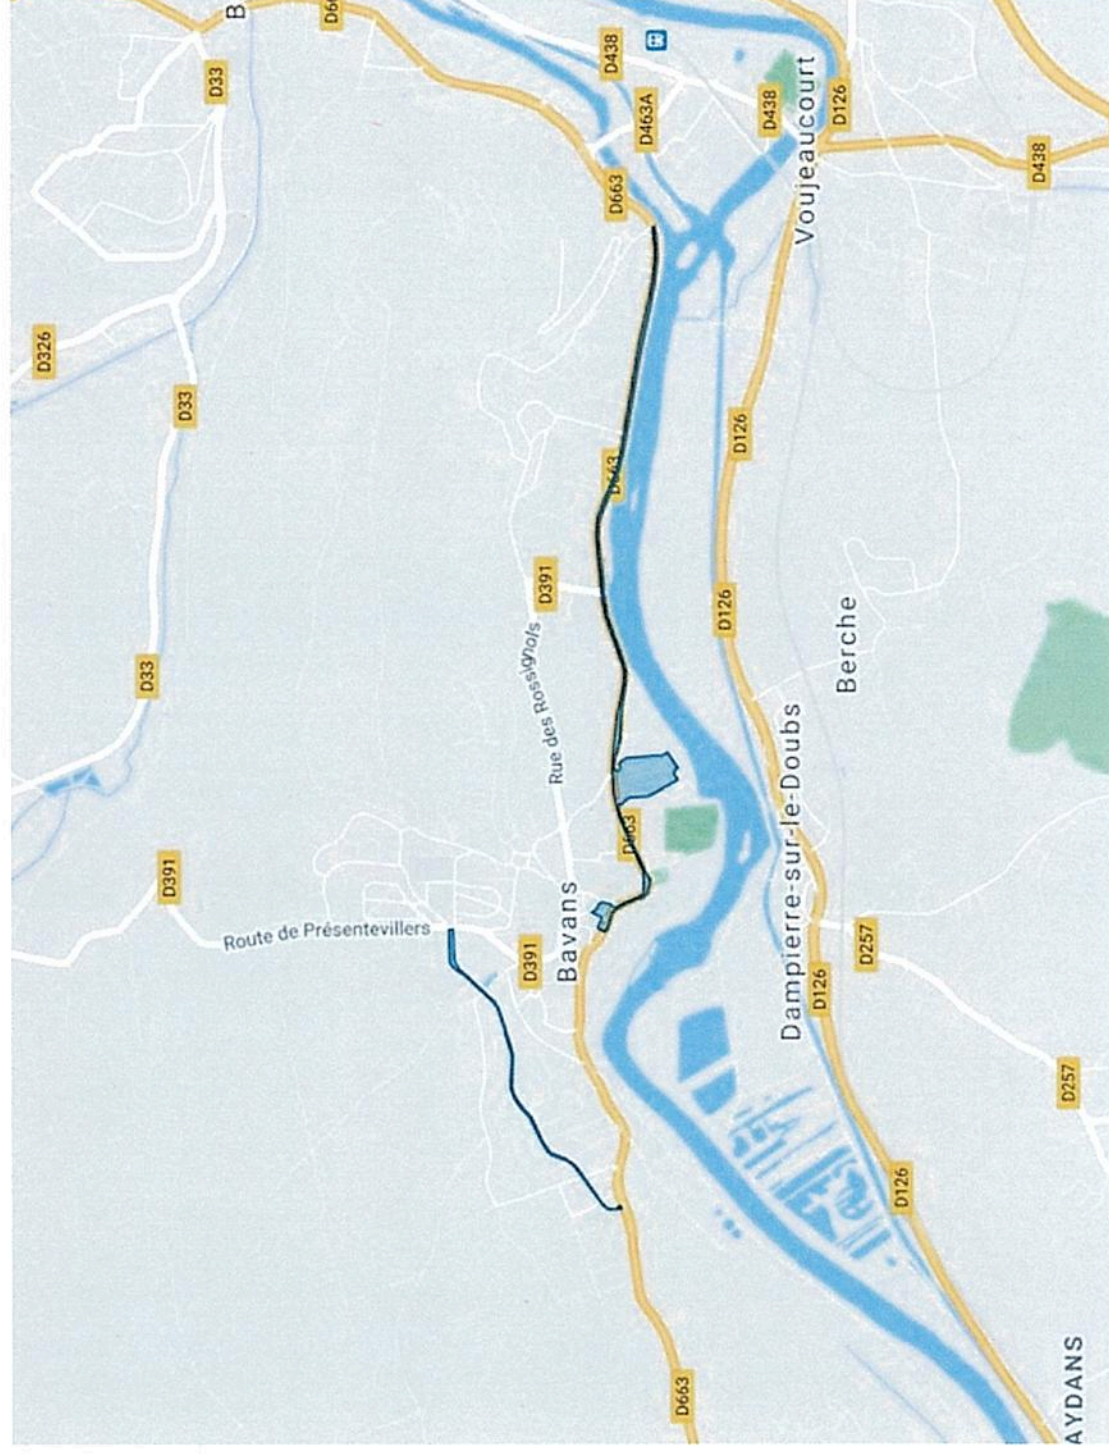 D326
D33
B
D66
D438
D463A
D438
D126
Voujeaucourt
D438
D663
D33
D663
D126
D391
Rue des Rossignols
D126
Berche
D33
D391
Route de Présentevillers
D391
Bavans
D663
Dampierre-sur-le-Doubs
D257
D126
D257
D126
D663
AYDANS